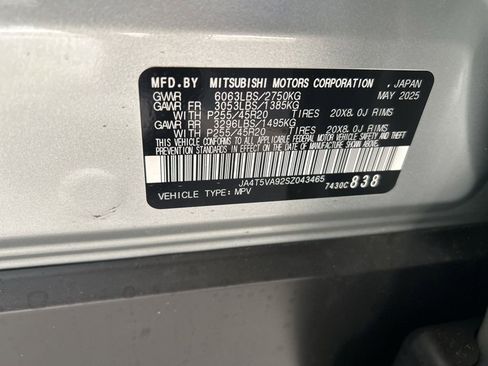 MFD.BY MITSUBISHI MOTORS CORPORATION , JAPAN
GVWR 6063LBS/2750KG MAY 2025
GAWR FR 3053LBS/1385KG
WITH P255/45R20 TIRES 20X8.0J RIMS
GAWR RR 3296LBS/1495KG
WITH P255/45R20 TIRES 20X8.0J RIMS
THIS VEHICLE CONFORMS TO ALL APPLICABLE FEDERAL MOTOR VEHICLE SAFETY AND THEFT
PREVENTION STANDARDS IN EFFECT ON THE DATE OF MANUFACTURE SHOWN ABOVE.
JA4T5VA92SZ043465
VEHICLE TYPE: MPV 7430C 838